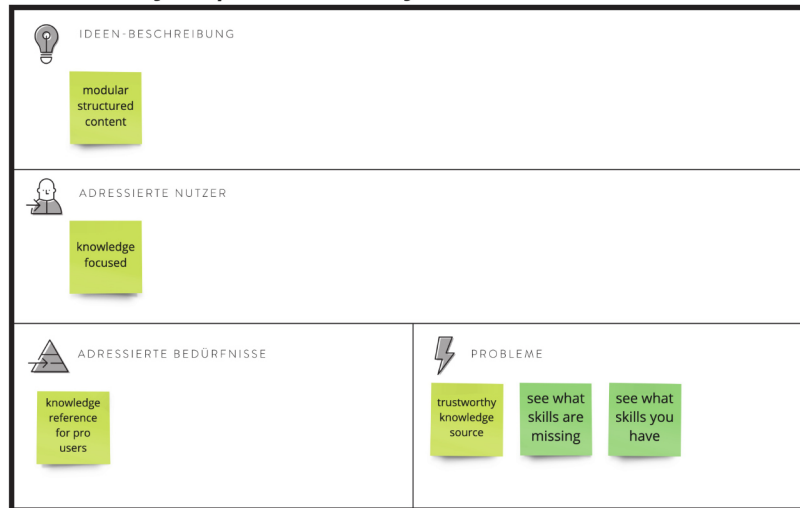 IDEEN-BESCHREIBUNG
modular
structured
content
ADRESSIERTE NUTZER
knowledge
focused
ADRESSIERTE BEDÜRFNISSE
knowledge
reference
for pro
users
PROBLEME
trustworthy
knowledge
source
see what
skills are
missing
see what
skills you
have